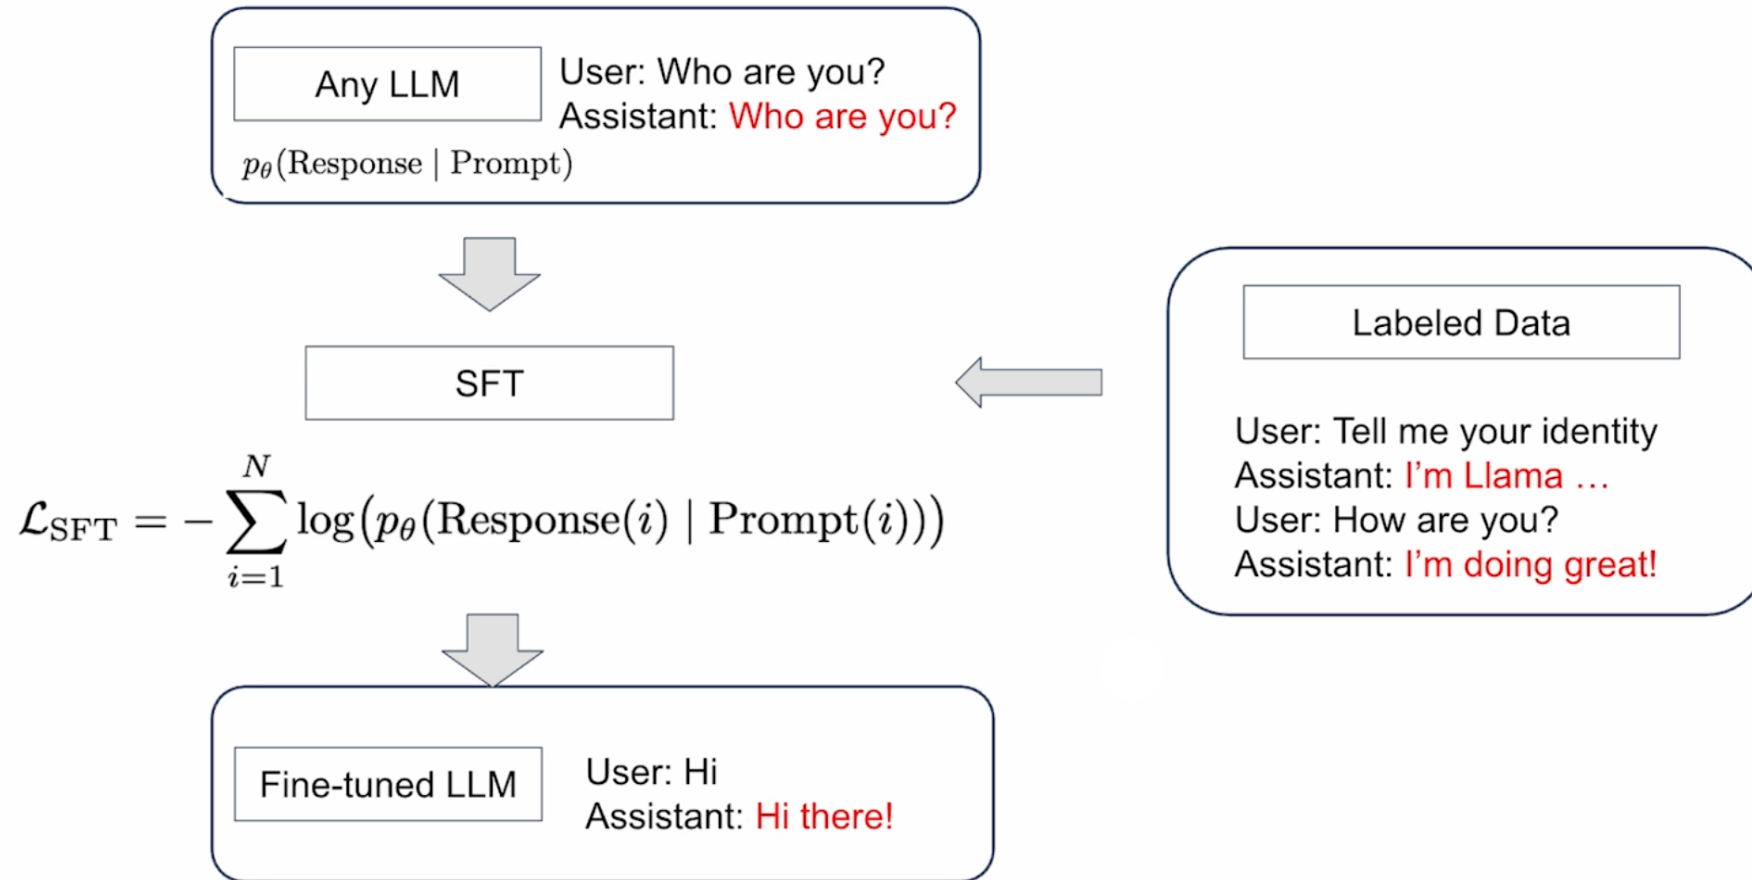 Any LLM
User: Who are you?
Assistant: Who are you?
pθ(Response | Prompt)
SFT
Labeled Data
User: Tell me your identity
Assistant: I'm Llama …
User: How are you?
Assistant: I'm doing great!
ℒSFT = − ∑ᵢ₌₁ᴺ log(pθ(Response(i) | Prompt(i)))
Fine-tuned LLM
User: Hi
Assistant: Hi there!